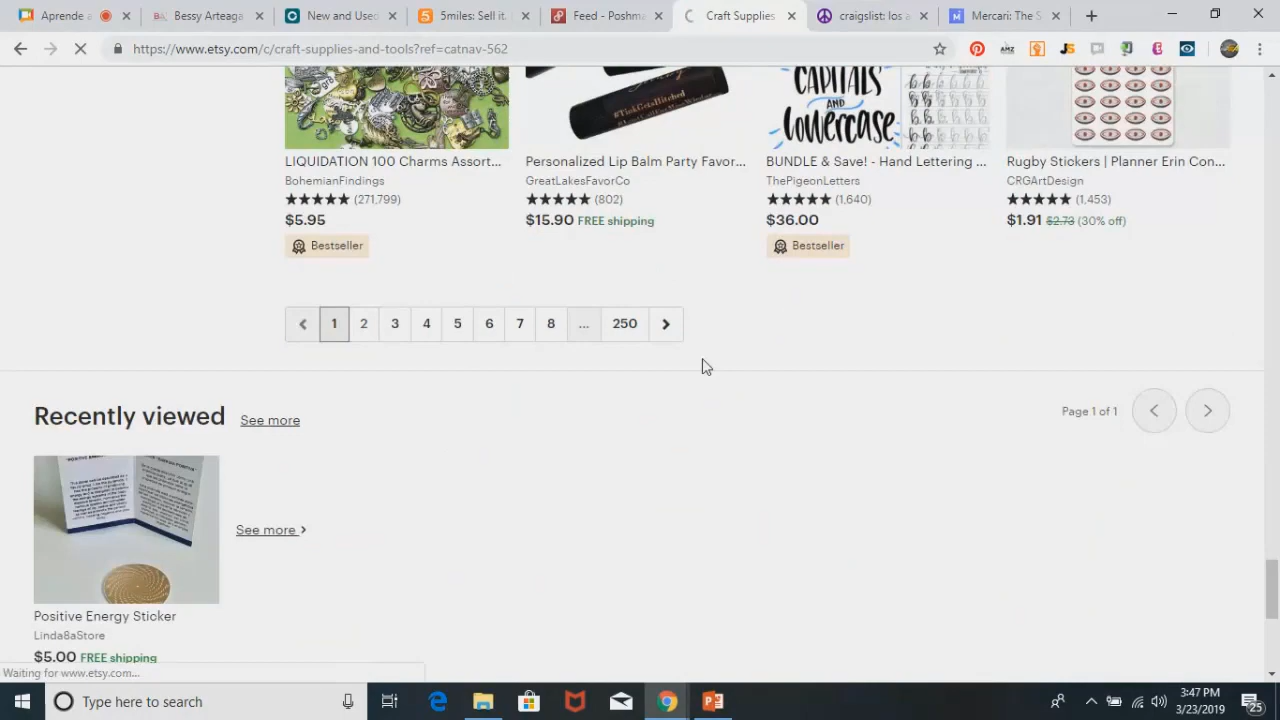 Aprende a
Bessy Arteaga
New and Used
5miles: Sell it.
Feed - Poshma
Craft Supplies
craigslist: los a
Mercari: The S
https://www.etsy.com/c/craft-supplies-and-tools?ref=catnav-562
#TinkGetsHitched
CAPITALS
AND
lowercase
LIQUIDATION 100 Charms Assort...
Personalized Lip Balm Party Favor...
BUNDLE & Save! - Hand Lettering ...
Rugby Stickers | Planner Erin Con...
BohemianFindings
GreatLakesFavorCo
ThePigeonLetters
CRGArtDesign
★★★★★ (271,799)
★★★★★ (802)
★★★★★ (1,640)
★★★★★ (1,453)
$5.95
$15.90 FREE shipping
$36.00
$1.91 $2.73 (30% off)
Bestseller
Bestseller
1 2 3 4 5 6 7 8 ... 250
Recently viewed See more
Page 1 of 1
See more
Positive Energy Sticker
Linda8aStore
$5.00 FREE shipping
Waiting for www.etsy.com...
Type here to search
3:47 PM
3/23/2019
25